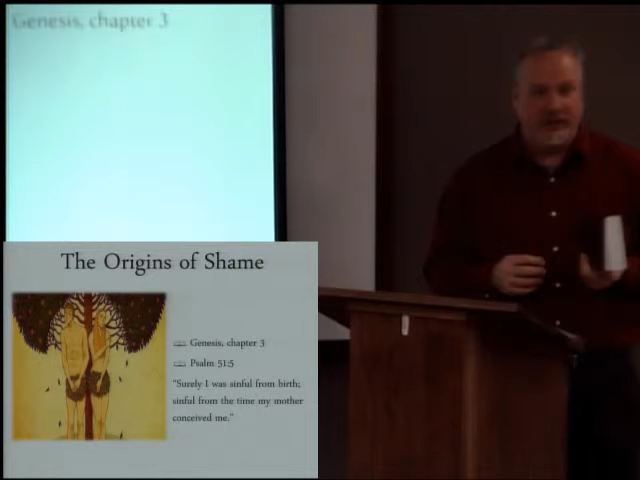 Genesis, chapter 3
The Origins of Shame
Genesis, chapter 3
Psalm 51:5
“Surely I was sinful from birth;
sinful from the time my mother
conceived me.”